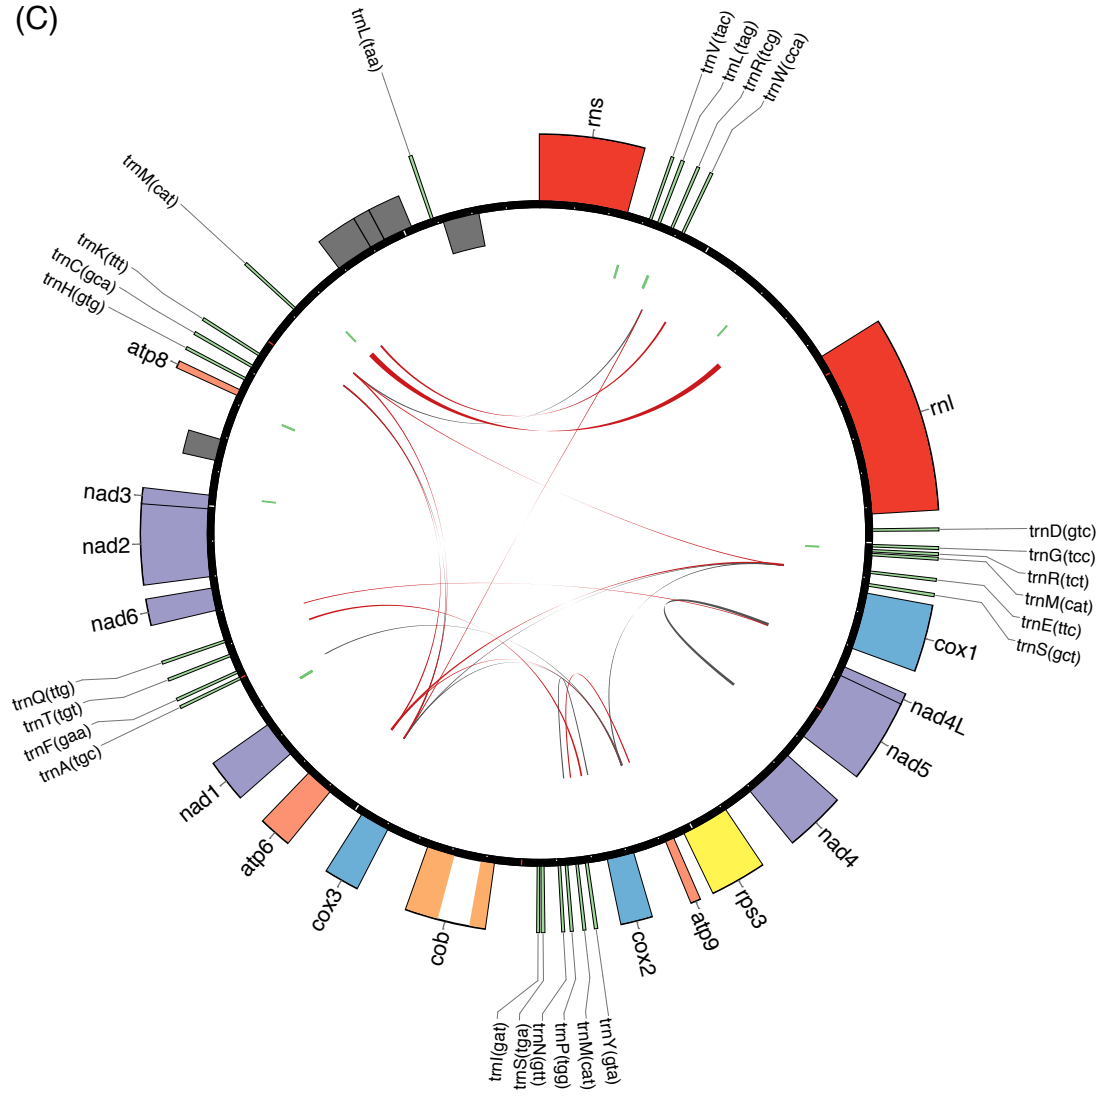 (C)
rns
trnV(tac)
trnL(tag)
trnR(tcg)
trnW(cca)
rnl
trnD(gtc)
trnG(tcc)
trnR(tct)
trnM(cat)
trnE(ttc)
trnS(gct)
cox1
nad4L
nad5
nad4
rps3
atp9
cox2
trnY(gta)
trnM(cat)
trnP(tgg)
trnN(gtt)
trnS(tga)
trnI(gat)
cob
cox3
atp6
nad1
trnA(tgc)
trnF(gaa)
trnT(tgt)
trnQ(ttg)
nad6
nad2
nad3
atp8
trnH(gtg)
trnC(gca)
trnK(ttt)
trnM(cat)
trnL(taa)